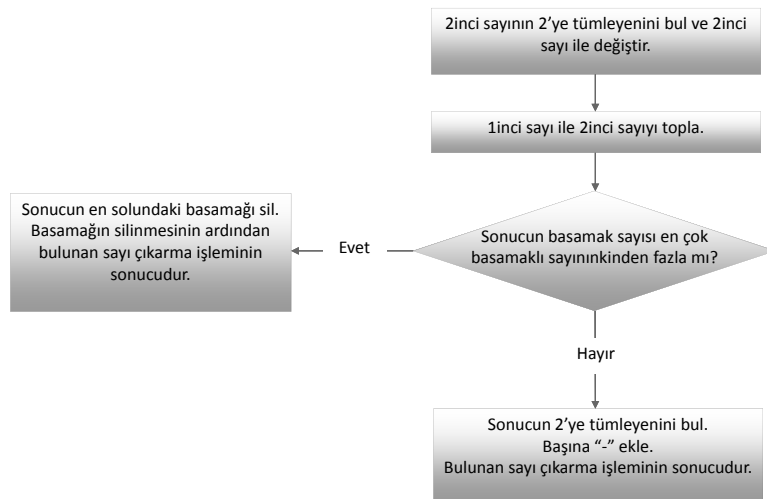 2inci sayının 2’ye tümleyenini bul ve 2inci
sayı ile değiştir.
1inci sayı ile 2inci sayıyı topla.
Sonucun basamak sayısı en çok
basamaklı sayınınkinden fazla mı?
Evet
Sonucun en solundaki basamağı sil.
Basamağın silinmesinin ardından
bulunan sayı çıkarma işleminin
sonucudur.
Hayır
Sonucun 2’ye tümleyenini bul.
Başına “-” ekle.
Bulunan sayı çıkarma işleminin sonucudur.